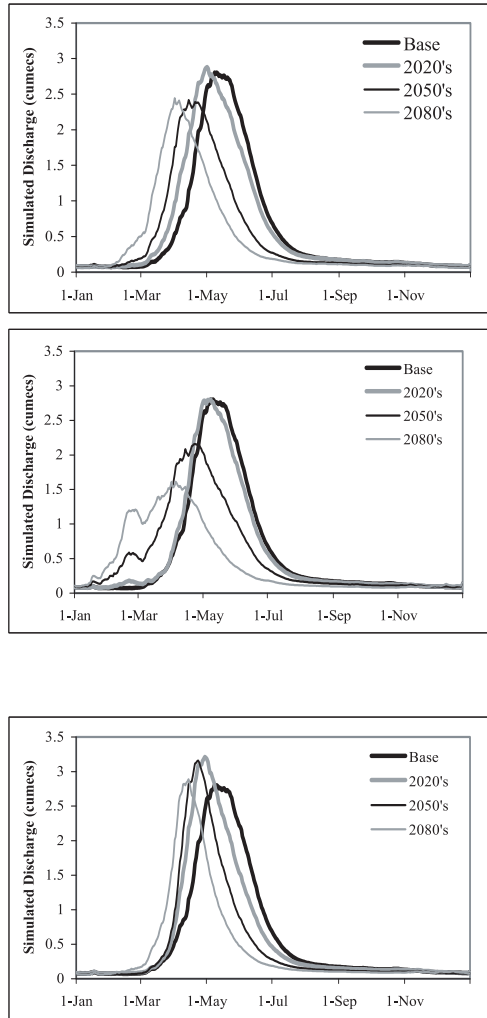 3.5
3
2.5
2
1.5
1
0.5
0
Simulated Discharge (cumecs)
Base
2020's
2050's
2080's
1-Jan 1-Mar 1-May 1-Jul 1-Sep 1-Nov
3.5
3
2.5
2
1.5
1
0.5
0
Simulated Discharge (cumecs)
Base
2020's
2050's
2080's
1-Jan 1-Mar 1-May 1-Jul 1-Sep 1-Nov
3.5
3
2.5
2
1.5
1
0.5
0
Simulated Discharge (cumecs)
Base
2020's
2050's
2080's
1-Jan 1-Mar 1-May 1-Jul 1-Sep 1-Nov